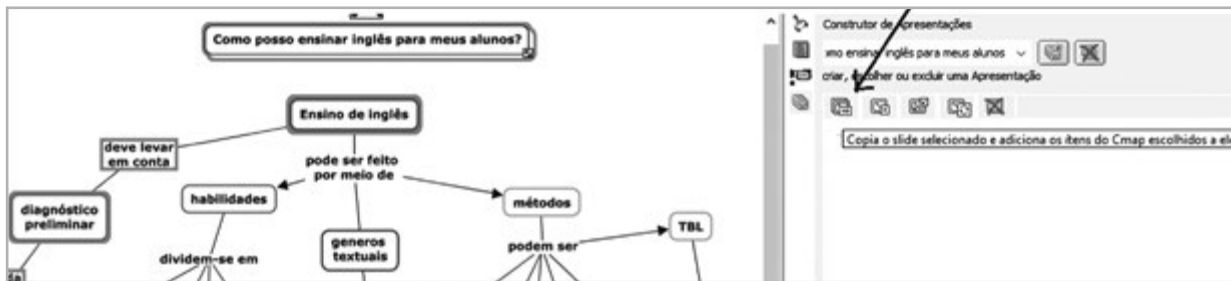 Como posso ensinar inglês para meus alunos?
Ensino de inglês
deve levar
em conta
pode ser feito
por meio de
diagnóstico
preliminar
habilidades
métodos
TBL
generos
textuais
dividem-se em
podem ser
Construtor de Apresentações
ensinar inglês para meus alunos
criar, escolher ou excluir uma Apresentação
Copia o slide selecionado e adiciona os itens do Cmap escolhidos a